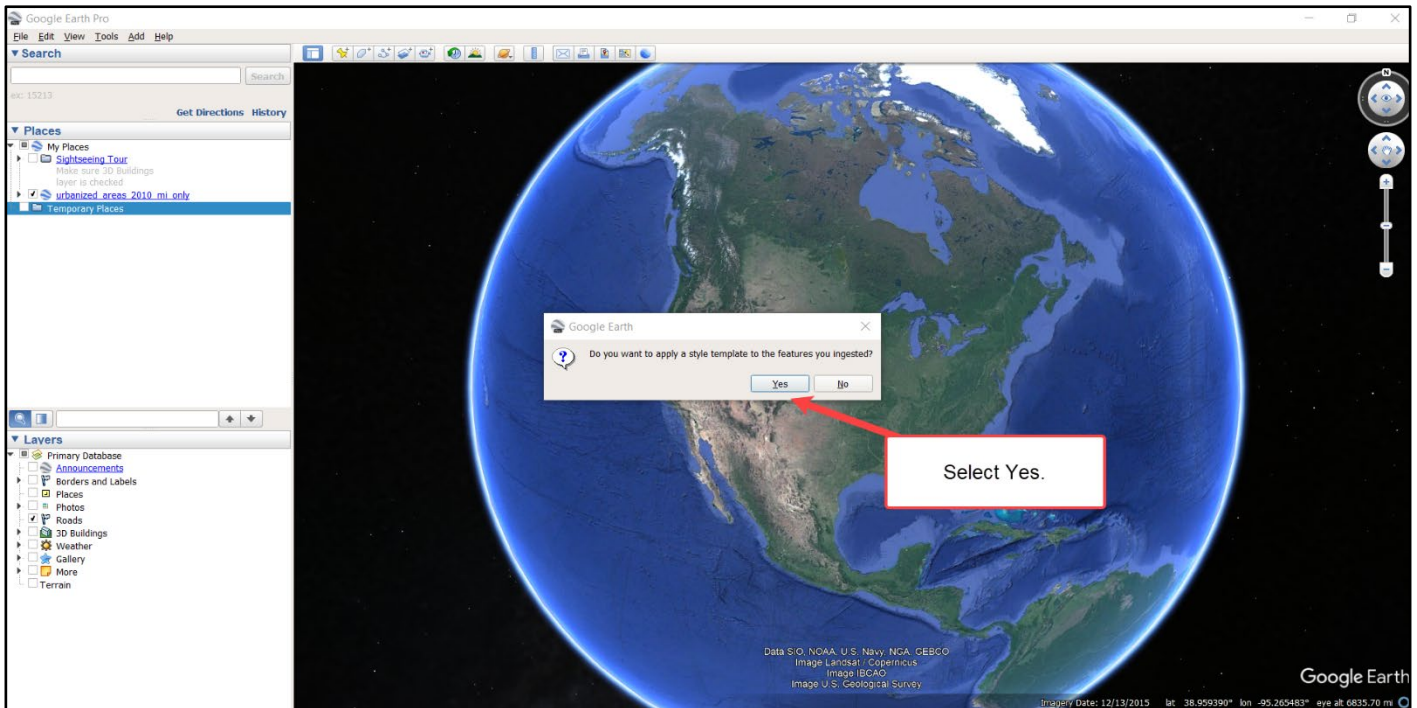 Google Earth Pro
File Edit View Tools Add Help
Search
Search
ex: 15213
Get Directions History
Places
My Places
Sightseeing Tour
Make sure 3D Buildings
layer is checked
urbanized_areas_2010_mi_only
Temporary Places
Layers
Primary Database
Announcements
Borders and Labels
Places
Photos
Roads
3D Buildings
Weather
Gallery
More
Terrain
N
Google Earth
Do you want to apply a style template to the features you ingested?
Yes No
Select Yes.
Data SIO, NOAA, U.S. Navy, NGA, GEBCO
Image Landsat / Copernicus
Image IBCAO
Image U.S. Geological Survey
Google Earth
Imagery Date: 12/13/2015 lat 38.959390° lon -95.265483° eye alt 6835.70 mi